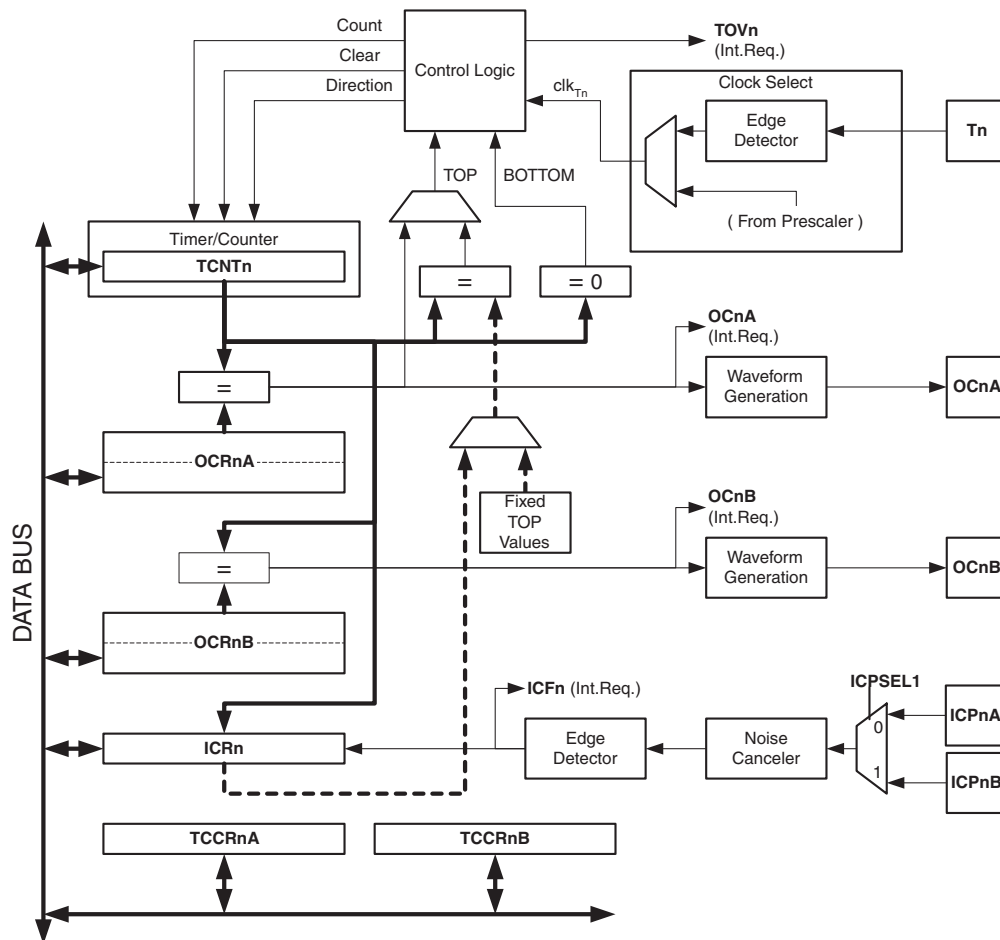 Count
Clear
Direction
Control Logic
TOVn
(Int.Req.)
clkTn
Clock Select
Edge
Detector
Tn
( From Prescaler )
TOP
BOTTOM
Timer/Counter
TCNTn
=
= 0
OCnA
(Int.Req.)
=
Waveform
Generation
OCnA
OCRnA
Fixed
TOP
Values
OCnB
(Int.Req.)
=
Waveform
Generation
OCnB
OCRnB
DATA BUS
ICFn (Int.Req.)
ICPSEL1
ICPnA
0
ICRn
Edge
Detector
Noise
Canceler
1
ICPnB
TCCRnA
TCCRnB